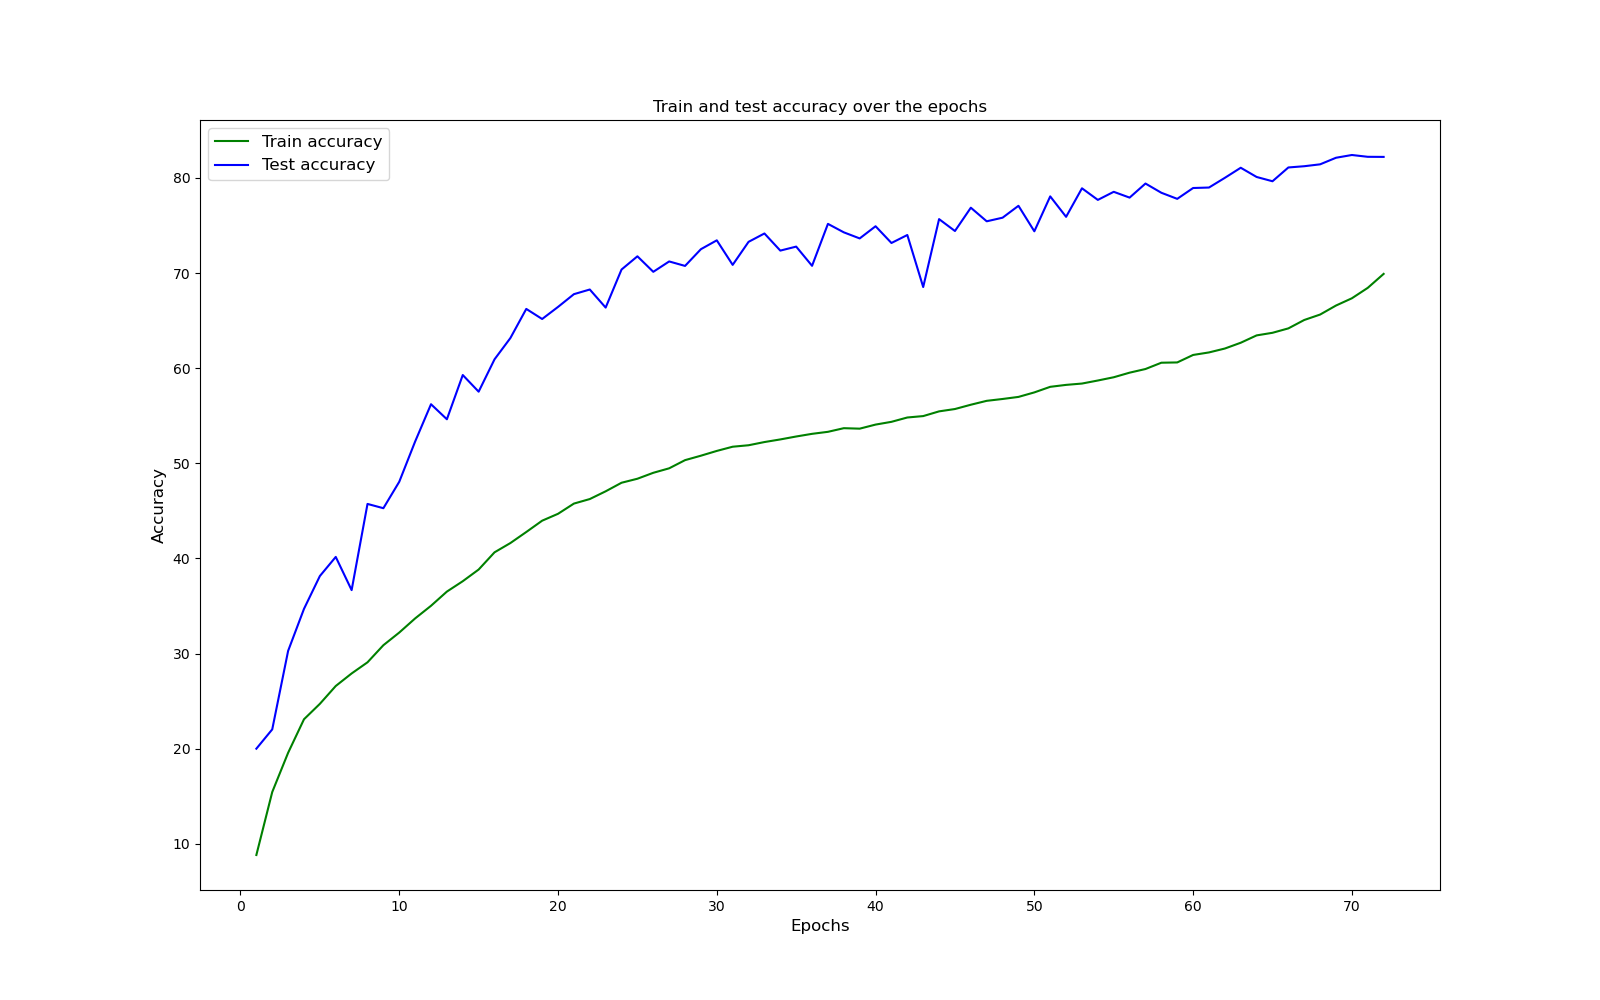 Train and test accuracy over the epochs
Train accuracy
Test accuracy
80
70
60
50
40
30
20
10
Accuracy
0 10 20 30 40 50 60 70
Epochs